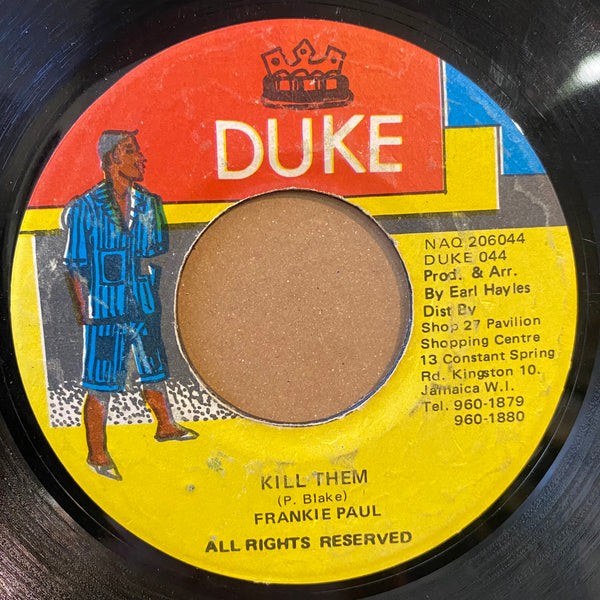 DUKE
NAQ 206044
DUKE 044
Prod. & Arr.
By Earl Hayles
Dist By
Shop 27 Pavilion
Shopping Centre
13 Constant Spring
Rd. Kingston 10.
Jamaica W.I.
Tel. 960-1879
960-1880
KILL THEM
(P. Blake)
FRANKIE PAUL
ALL RIGHTS RESERVED